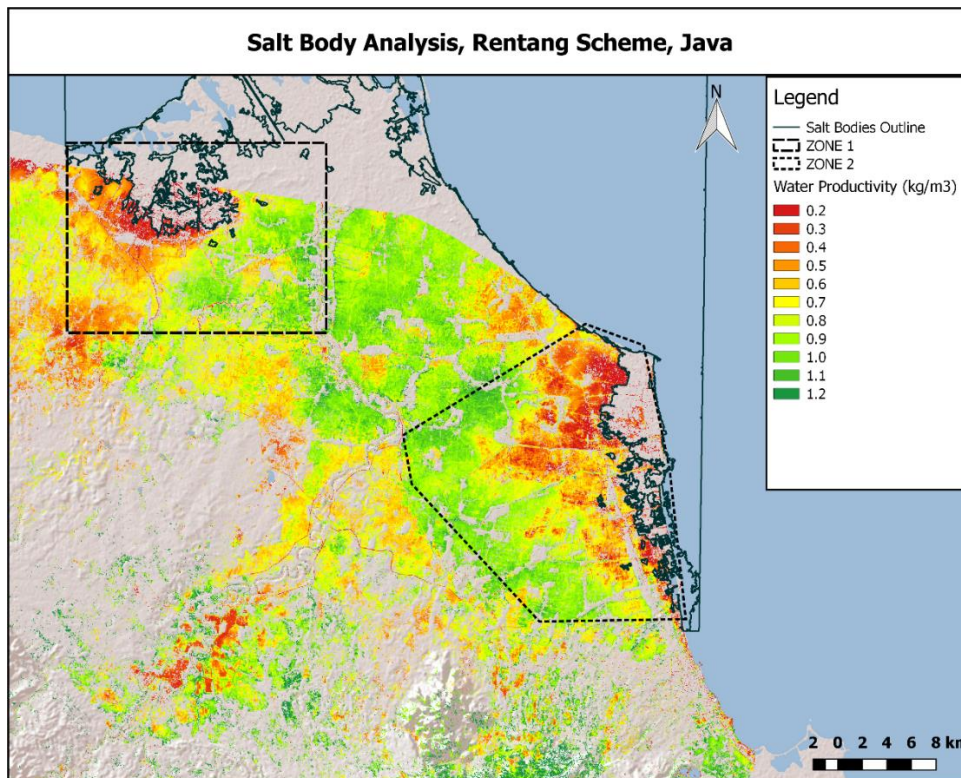 Salt Body Analysis, Rentang Scheme, Java
N
Legend
Salt Bodies Outline
ZONE 1
ZONE 2
Water Productivity (kg/m3)
0.2
0.3
0.4
0.5
0.6
0.7
0.8
0.9
1.0
1.1
1.2
2 0 2 4 6 8 km